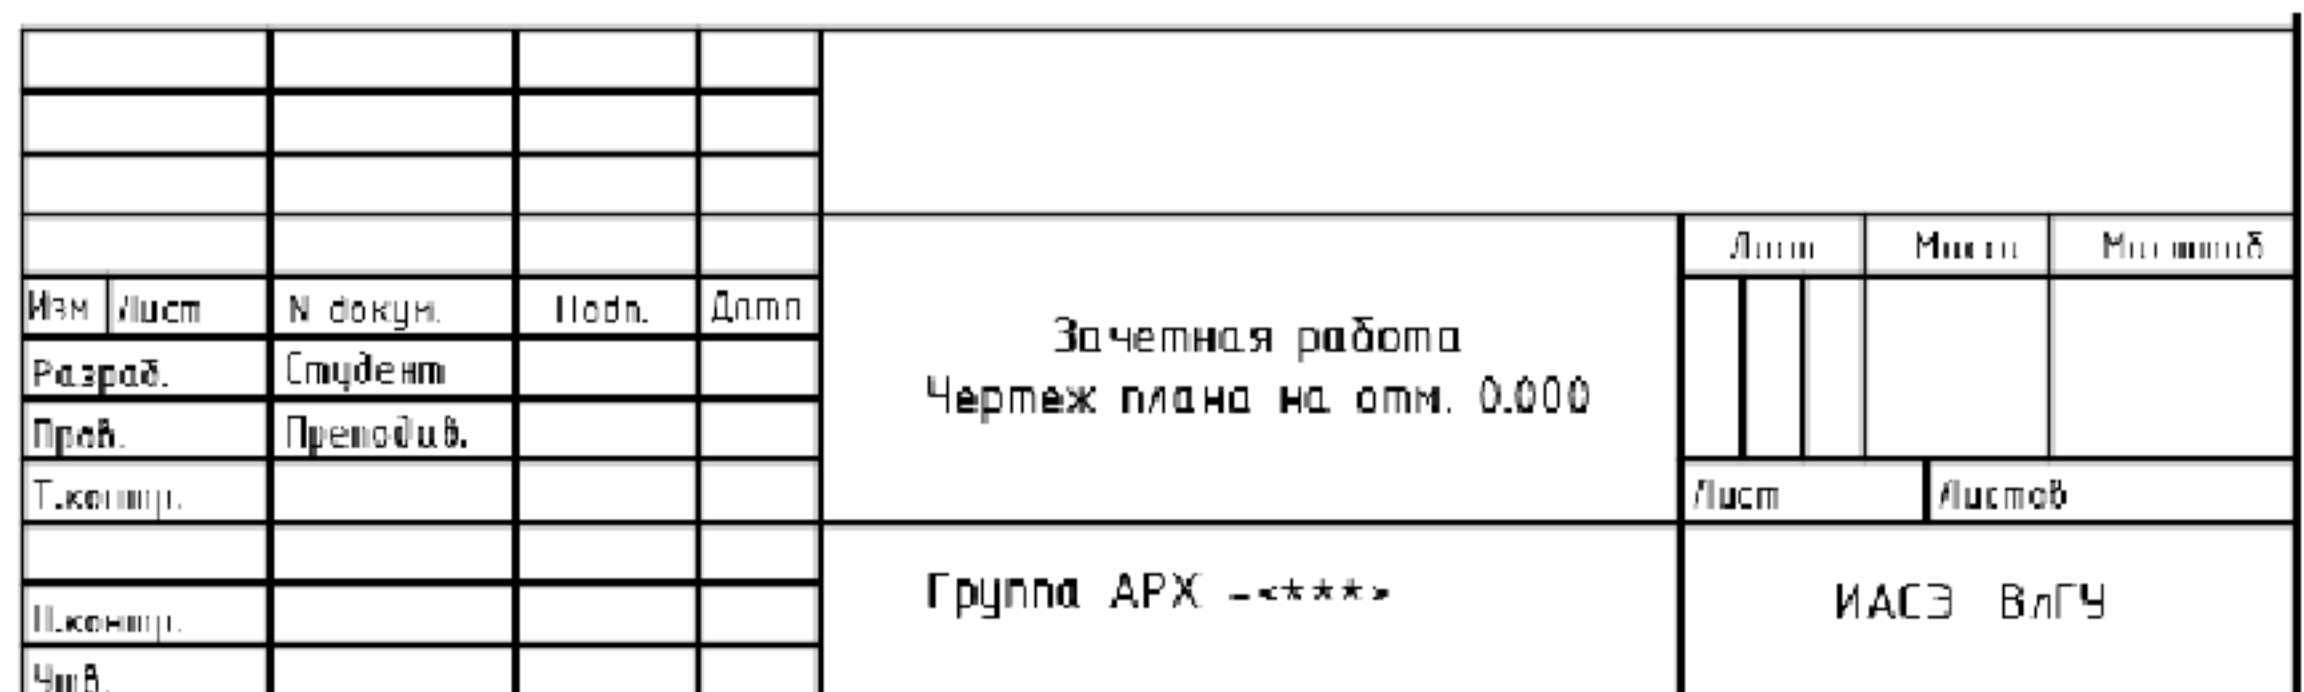 Лист Масса Масштаб
Изм Лист N докум. Подп. Дата
Зачетная работа
Чертеж плана на отм. 0.000
Разраб. Студент
Пров. Преподав.
Т.контр.
Лист Листов
Группа АРХ -<***>
ИАСЭ ВлГУ
Н.контр.
Утв.